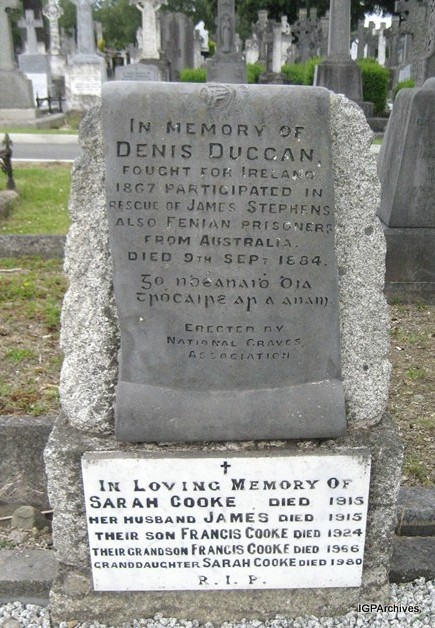 IN MEMORY OF
DENIS DUGGAN.
FOUGHT FOR IRELAND
1867 PARTICIPATED IN
RESCUE OF JAMES STEPHENS
ALSO FENIAN PRISONERS
FROM AUSTRALIA.
DIED 9TH SEPT 1884.
Go ndéanaiḋ Dia
trócaire ar a anam
ERECTED BY
NATIONAL GRAVES
ASSOCIATION
IN LOVING MEMORY OF
SARAH COOKE DIED 1915
HER HUSBAND JAMES DIED 1915
THEIR SON FRANCIS COOKE DIED 1924
THEIR GRANDSON FRANCIS COOKE DIED 1966
GRANDDAUGHTER SARAH COOKE DIED 1980
R.I.P.
IGPArchives